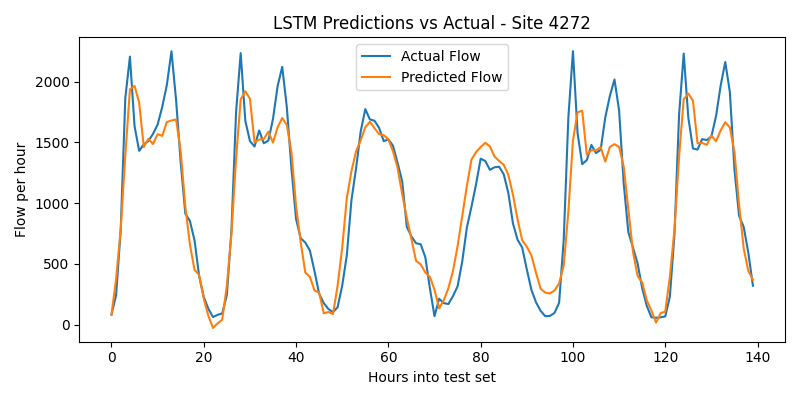 LSTM Predictions vs Actual - Site 4272
Actual Flow
Predicted Flow
Flow per hour
2000
1500
1000
500
0
0 20 40 60 80 100 120 140
Hours into test set